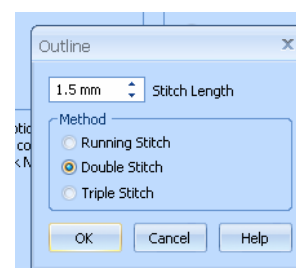 Outline
1.5 mm Stitch Length
Method
Running Stitch
Double Stitch
Triple Stitch
OK Cancel Help